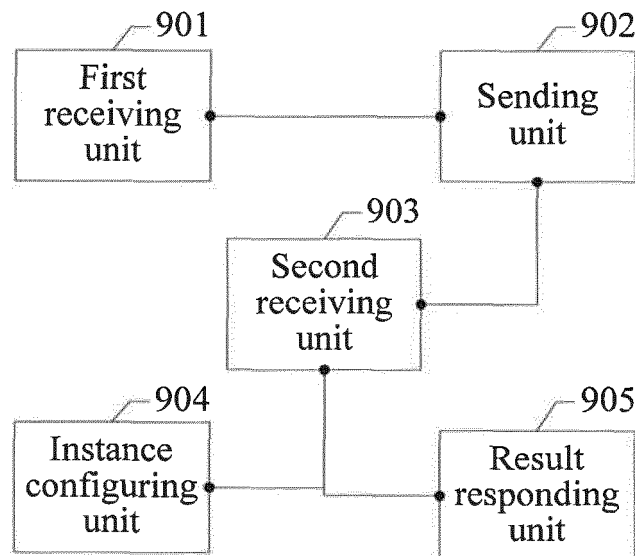 901
First
receiving
unit
902
Sending
unit
903
Second
receiving
unit
904
Instance
configuring
unit
905
Result
responding
unit